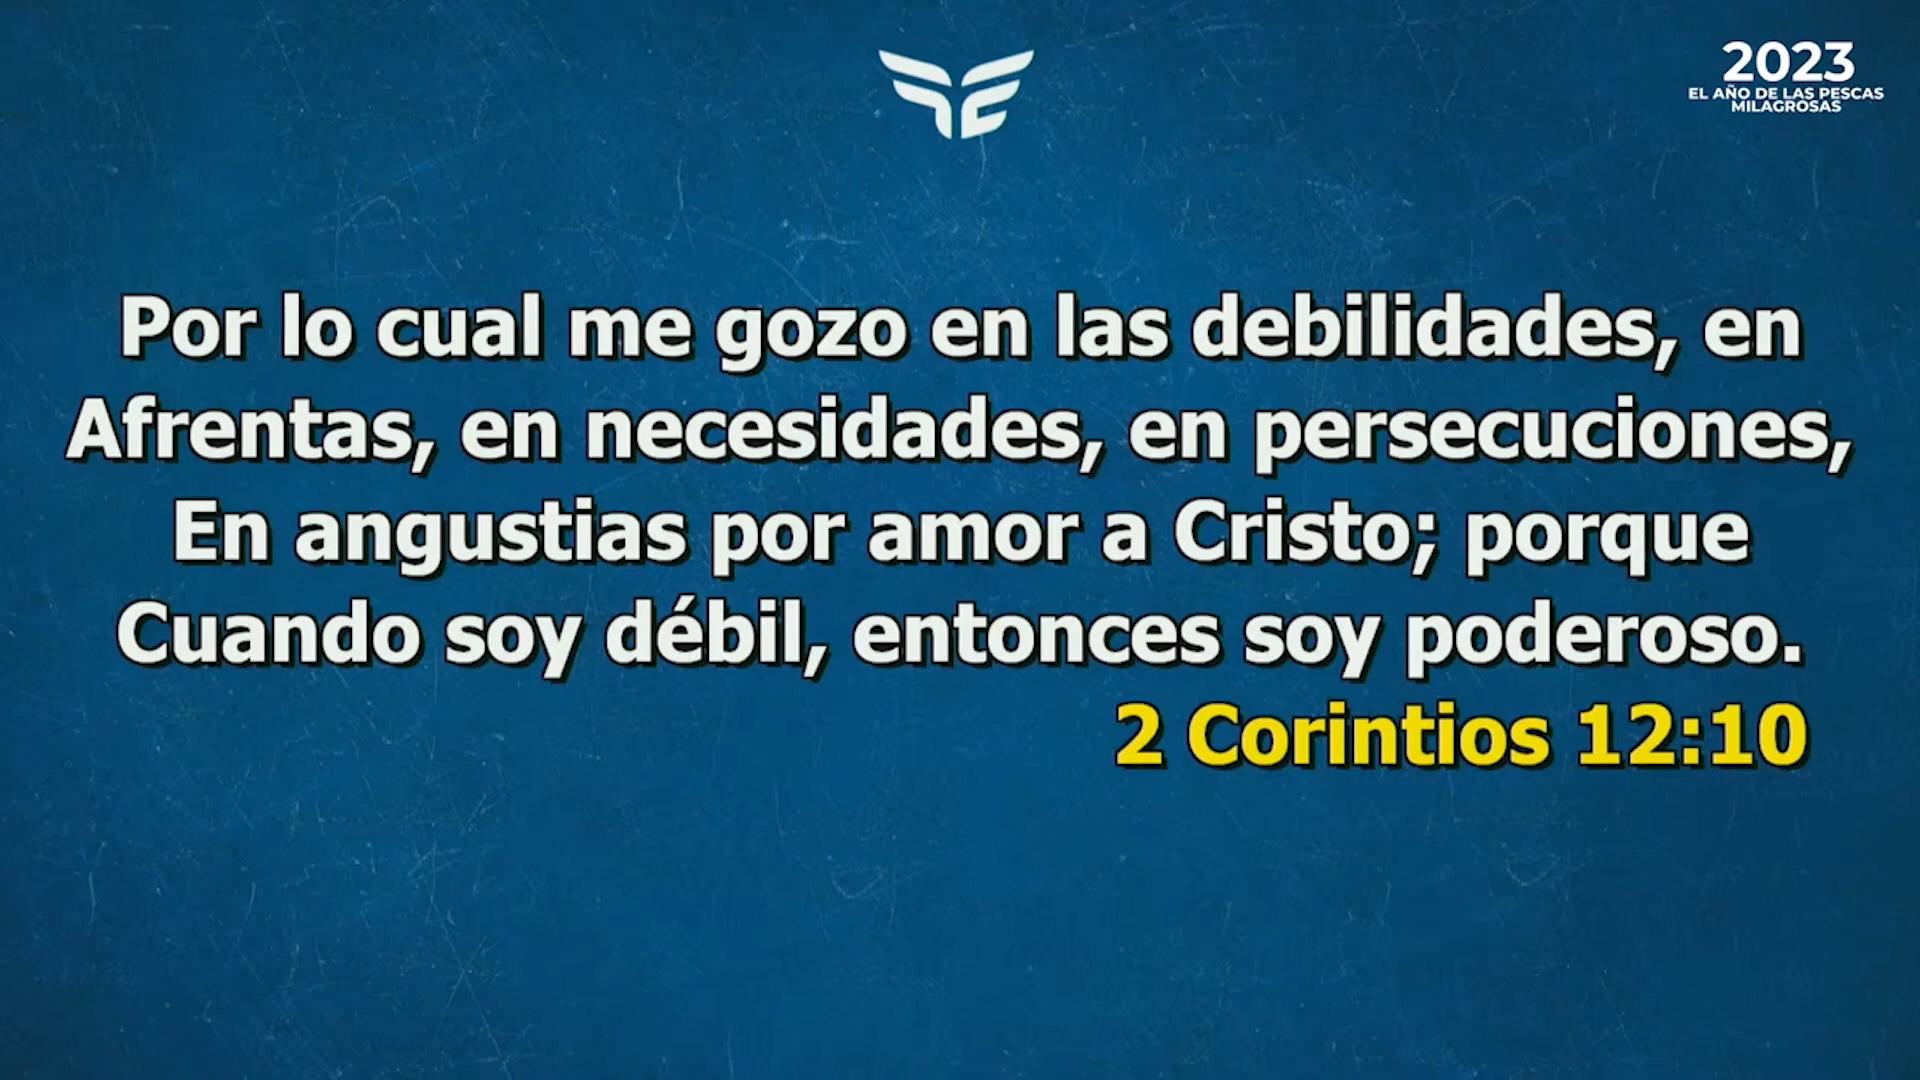 2023
EL AÑO DE LAS PESCAS
MILAGROSAS
Por lo cual me gozo en las debilidades, en
Afrentas, en necesidades, en persecuciones,
En angustias por amor a Cristo; porque
Cuando soy débil, entonces soy poderoso.
2 Corintios 12:10